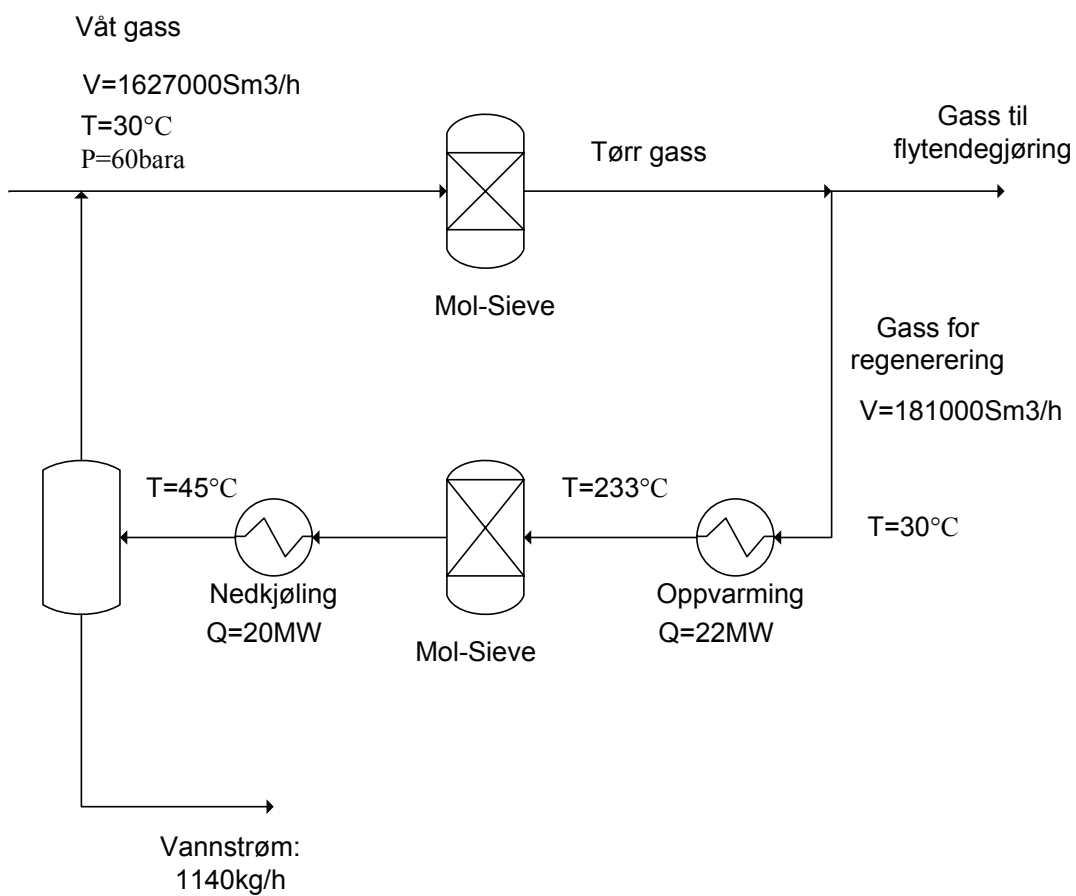 Våt gass
V=1627000Sm3/h
T=30°C
P=60bara
Gass til
flytendegjøring
Tørr gass
Mol-Sieve
Gass for
regenerering
V=181000Sm3/h
T=45°C
T=233°C
T=30°C
Nedkjøling
Q=20MW
Oppvarming
Q=22MW
Mol-Sieve
Vannstrøm:
1140kg/h